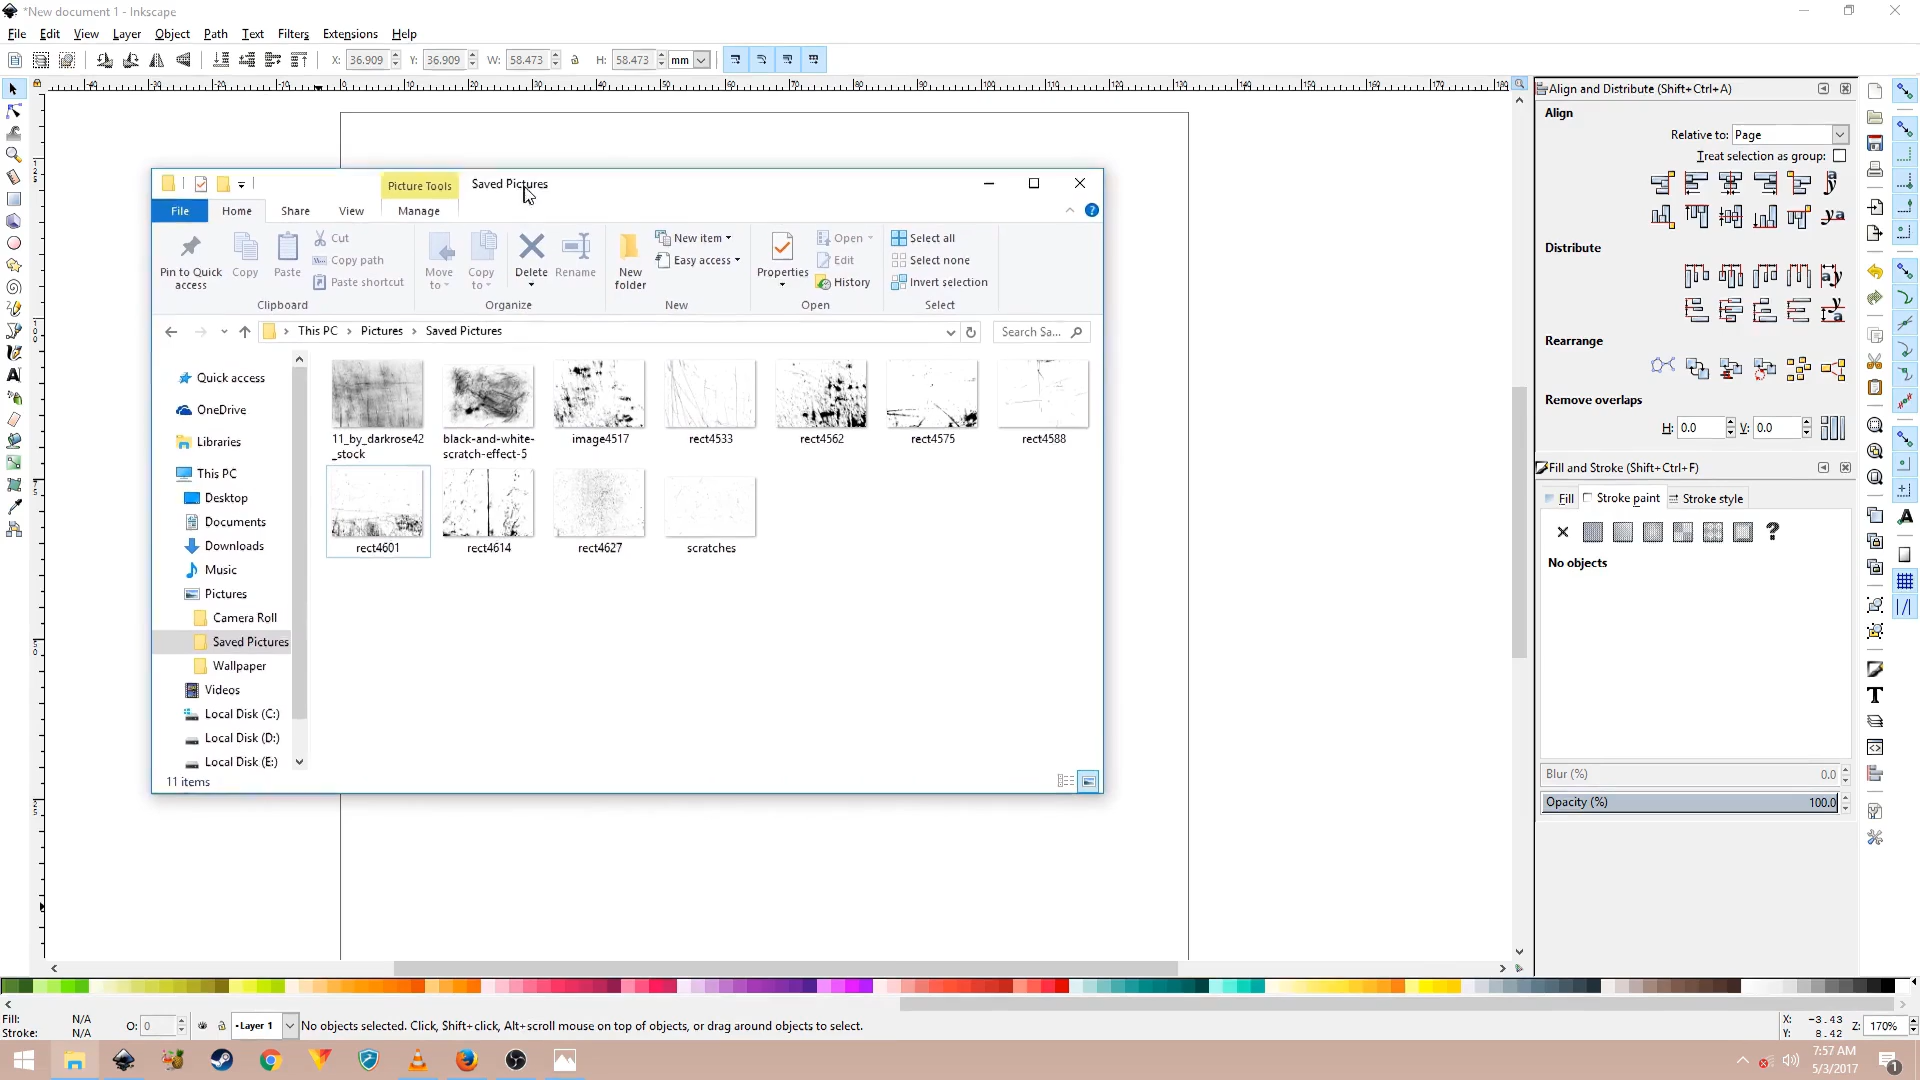 *New document 1 - Inkscape
File Edit View Layer Object Path Text Filters Extensions Help
X: 36.909 Y: 36.909 W: 58.473 H: 58.473 mm
Align and Distribute (Shift+Ctrl+A)
Align
Relative to: Page
Treat selection as group:
Distribute
Rearrange
Remove overlaps
H: 0.0 V: 0.0
Fill and Stroke (Shift+Ctrl+F)
Fill Stroke paint Stroke style
No objects
Blur (%) 0.0
Opacity (%) 100.0
Picture Tools Saved Pictures
File Home Share View Manage
Pin to Quick access
Copy
Paste
Cut
Copy path
Paste shortcut
Clipboard
Move to
Copy to
Delete
Rename
Organize
New folder
New item
Easy access
New
Properties
Open
Edit
History
Open
Select all
Select none
Invert selection
Select
This PC Pictures Saved Pictures
Search Sa...
Quick access
OneDrive
Libraries
This PC
Desktop
Documents
Downloads
Music
Pictures
Camera Roll
Saved Pictures
Wallpaper
Videos
Local Disk (C:)
Local Disk (D:)
Local Disk (E:)
11_by_darkrose42
_stock
black-and-white-
scratch-effect-5
image4517
rect4533
rect4562
rect4575
rect4588
rect4601
rect4614
rect4627
scratches
11 items
Fill: N/A
Stroke: N/A
O: 0
•Layer 1
No objects selected. Click, Shift+click, Alt+scroll mouse on top of objects, or drag around objects to select.
X: -3.43
Y: 8.42
Z: 170%
7:57 AM
5/3/2017
1